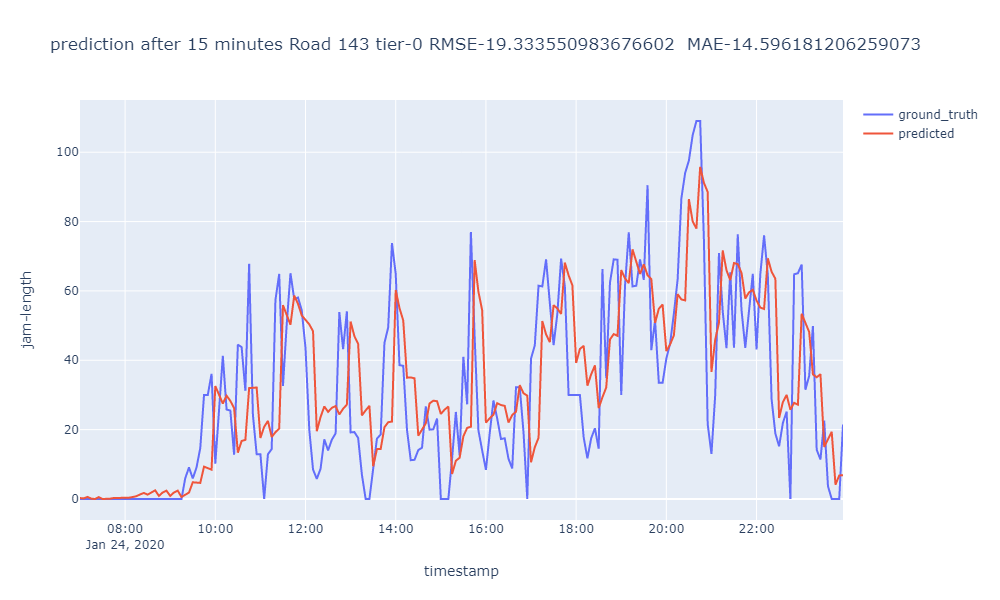 prediction after 15 minutes Road 143 tier-0 RMSE-19.333550983676602  MAE-14.596181206259073
ground_truth
predicted
100
80
60
40
20
0
jam-length
08:00 10:00 12:00 14:00 16:00 18:00 20:00 22:00
Jan 24, 2020
timestamp